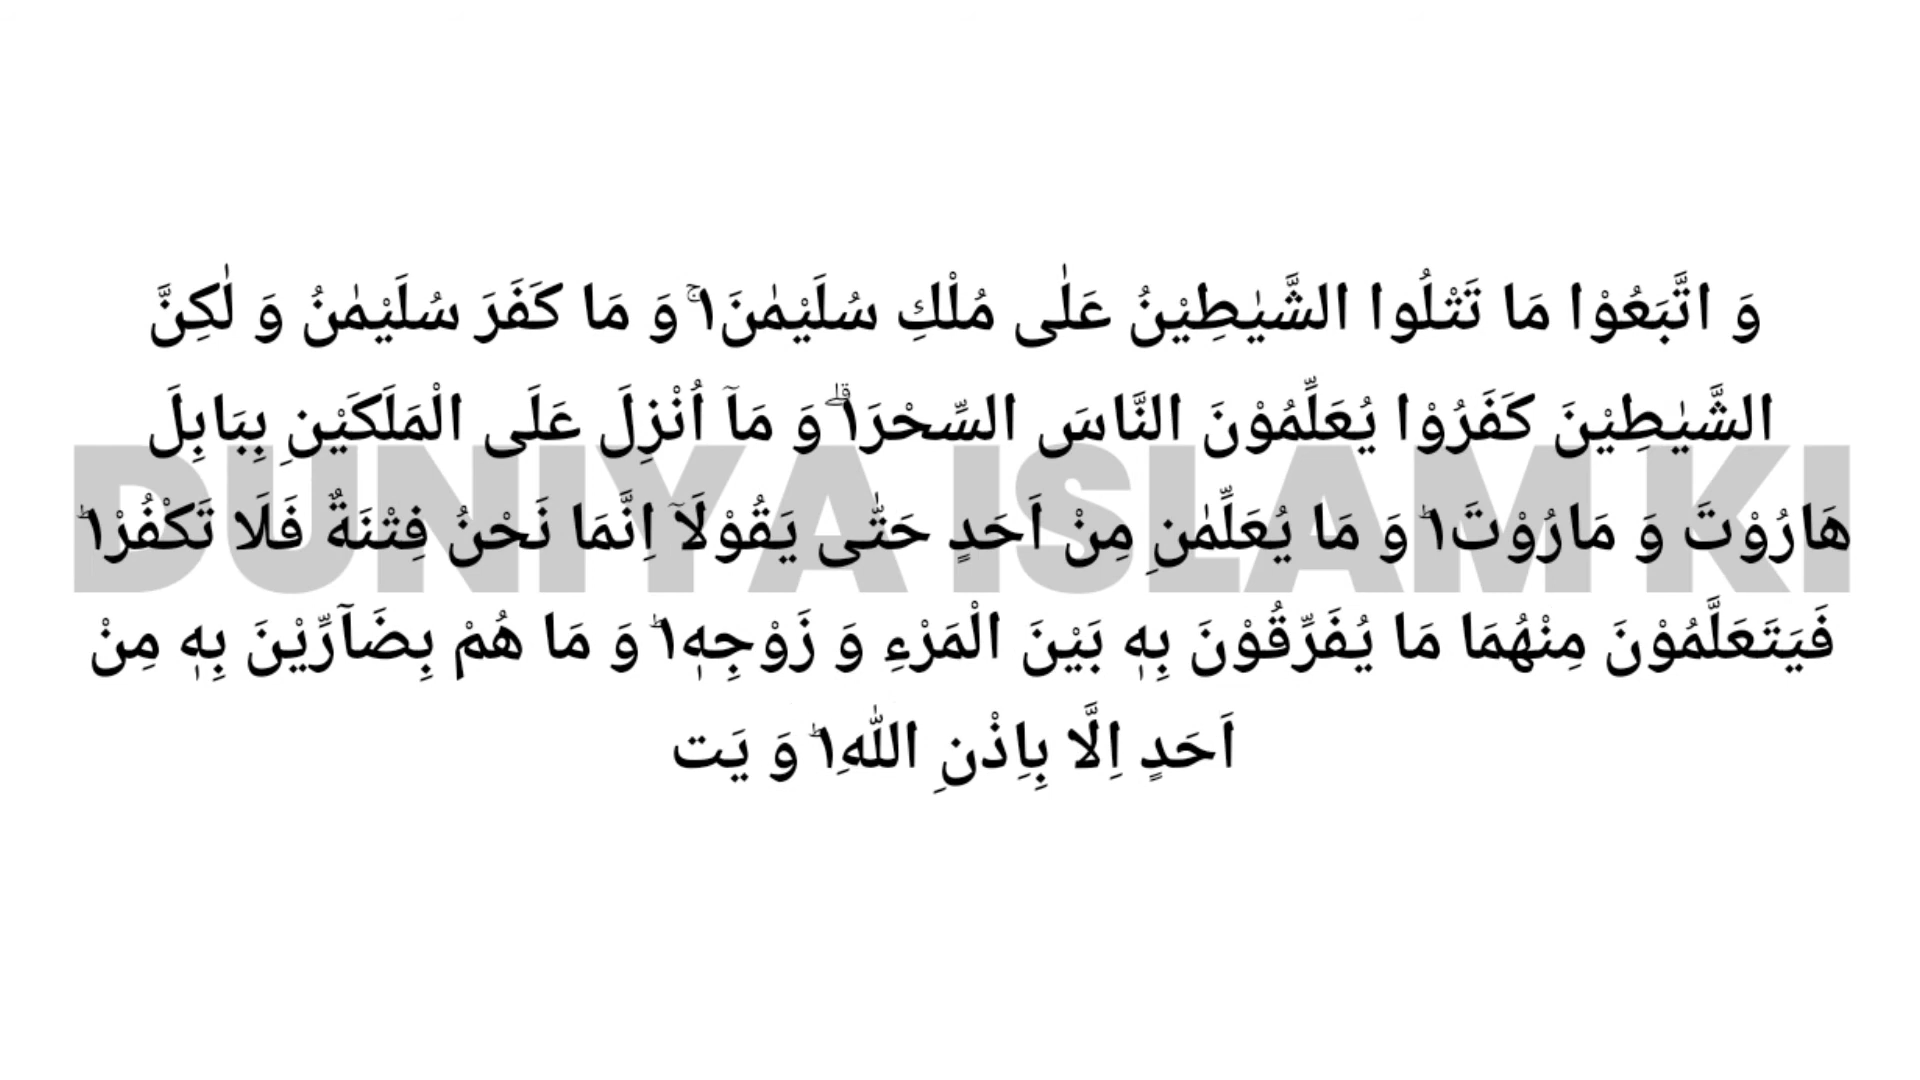 وَ اتَّبَعُوْا مَا تَتْلُوا الشَّیٰطِیْنُ عَلٰى مُلْكِ سُلَیْمٰنَۚ وَ مَا كَفَرَ سُلَیْمٰنُ وَ لٰكِنَّ
الشَّیٰطِیْنَ كَفَرُوْا یُعَلِّمُوْنَ النَّاسَ السِّحْرَۗ وَ مَاۤ اُنْزِلَ عَلَى الْمَلَكَیْنِ بِبَابِلَ
DUNIYA ISLAM KI
هَارُوْتَ وَ مَارُوْتَؕ وَ مَا یُعَلِّمٰنِ مِنْ اَحَدٍ حَتّٰى یَقُوْلَاۤ اِنَّمَا نَحْنُ فِتْنَةٌ فَلَا تَكْفُرْؕ
فَیَتَعَلَّمُوْنَ مِنْهُمَا مَا یُفَرِّقُوْنَ بِهٖ بَیْنَ الْمَرْءِ وَ زَوْجِهٖؕ وَ مَا هُمْ بِضَآرِّیْنَ بِهٖ مِنْ
اَحَدٍ اِلَّا بِاِذْنِ اللّٰهِؕ وَ یَت